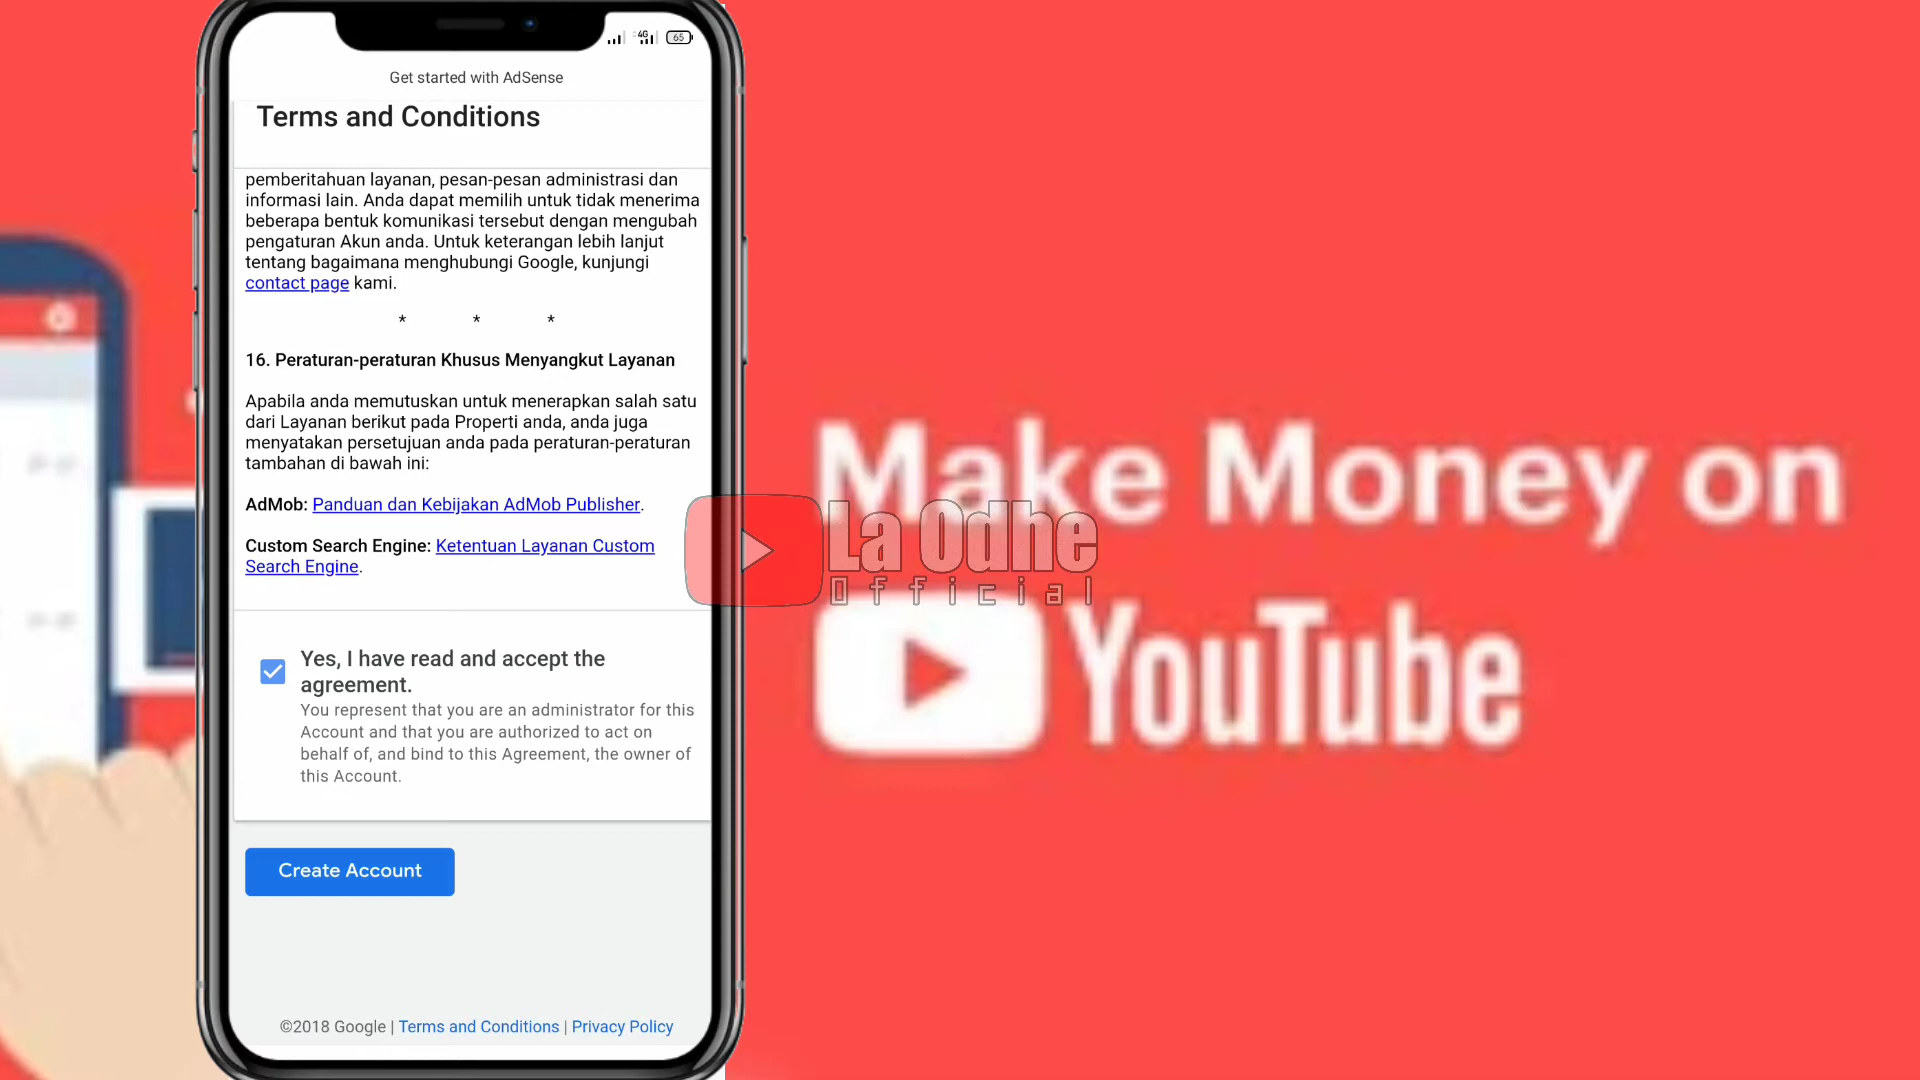 4G
65
Get started with AdSense
Terms and Conditions
pemberitahuan layanan, pesan-pesan administrasi dan
informasi lain. Anda dapat memilih untuk tidak menerima
beberapa bentuk komunikasi tersebut dengan mengubah
pengaturan Akun anda. Untuk keterangan lebih lanjut
tentang bagaimana menghubungi Google, kunjungi
contact page kami.
* * *
16. Peraturan-peraturan Khusus Menyangkut Layanan
Apabila anda memutuskan untuk menerapkan salah satu
dari Layanan berikut pada Properti anda, anda juga
menyatakan persetujuan anda pada peraturan-peraturan
tambahan di bawah ini:
AdMob: Panduan dan Kebijakan AdMob Publisher.
Custom Search Engine: Ketentuan Layanan Custom
Search Engine.
Yes, I have read and accept the
agreement.
You represent that you are an administrator for this
Account and that you are authorized to act on
behalf of, and bind to this Agreement, the owner of
this Account.
Create Account
©2018 Google | Terms and Conditions | Privacy Policy
Make Money on
YouTube
La Odhe
Official